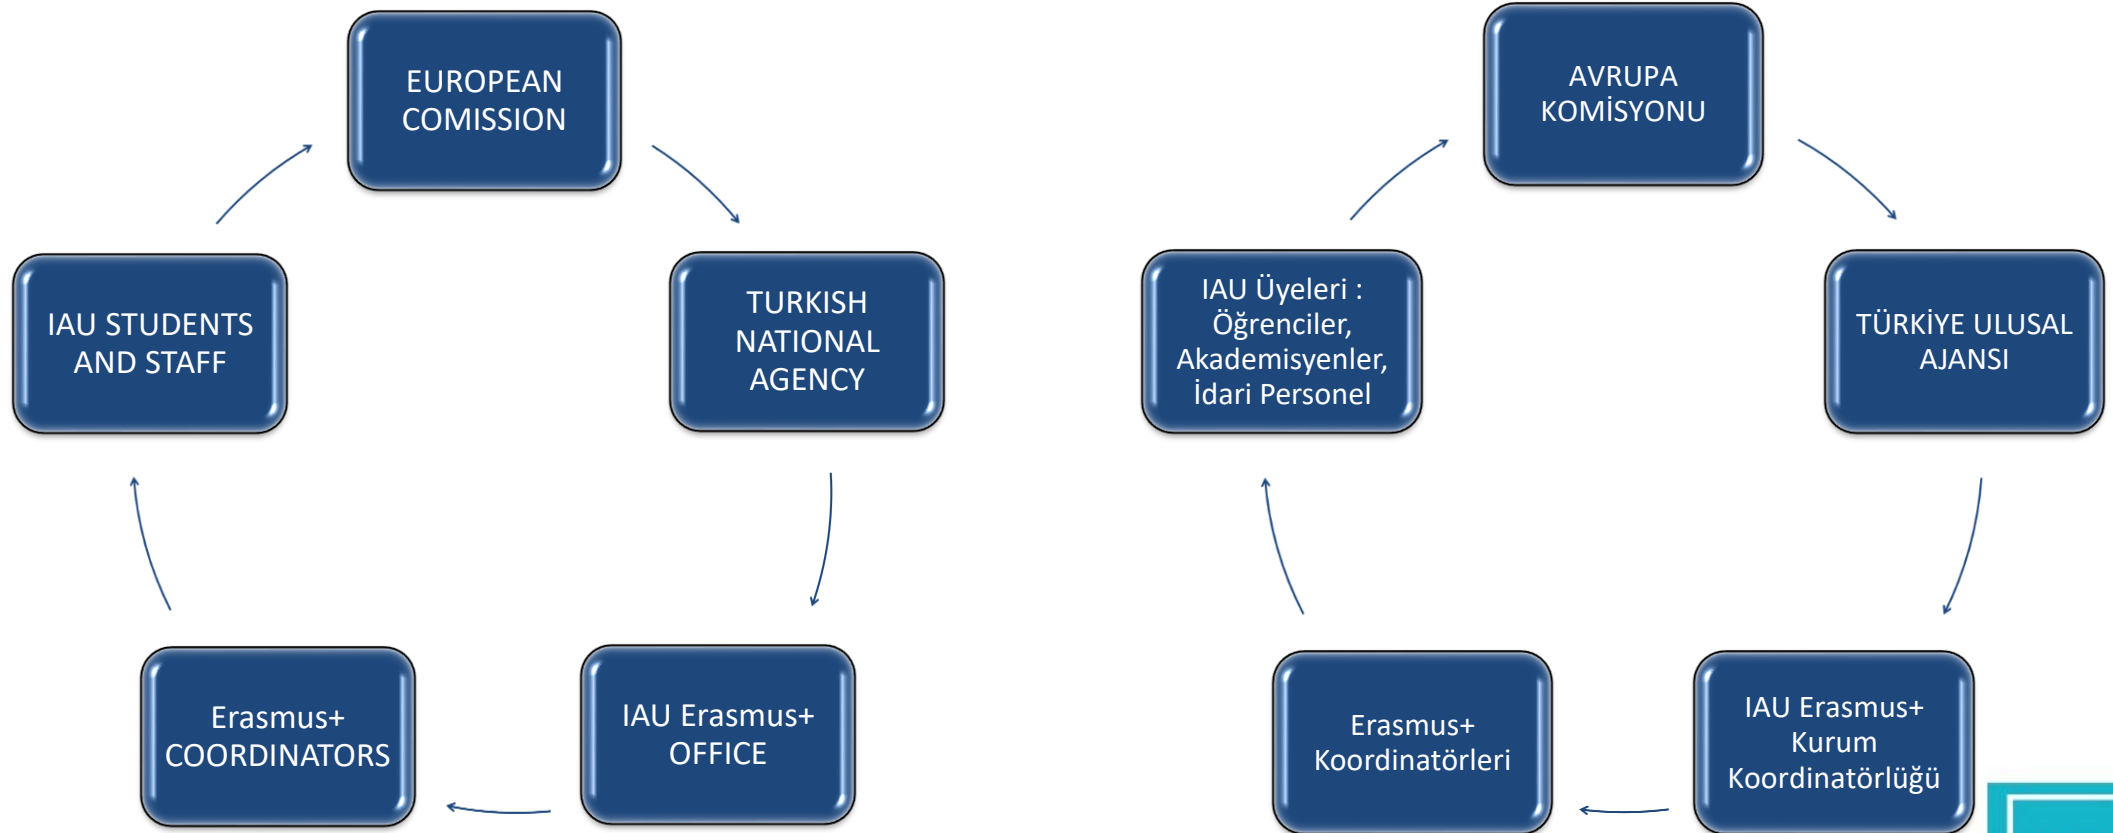 EUROPEAN
COMISSION
TURKISH
NATIONAL
AGENCY
IAU Erasmus+
OFFICE
Erasmus+
COORDINATORS
IAU STUDENTS
AND STAFF
AVRUPA
KOMİSYONU
TÜRKİYE ULUSAL
AJANSI
IAU Erasmus+
Kurum
Koordinatörlüğü
Erasmus+
Koordinatörleri
IAU Üyeleri :
Öğrenciler,
Akademisyenler,
İdari Personel